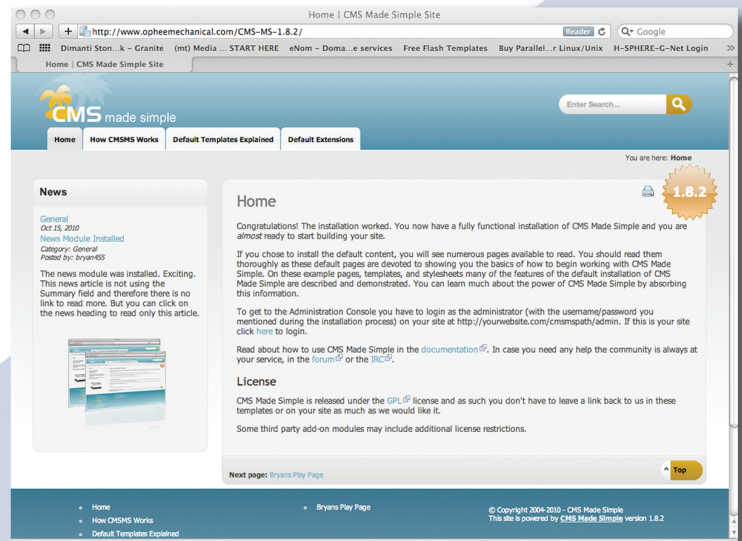 Home | CMS Made Simple Site
http://www.opheemechanical.com/CMS-MS-1.8.2/
Reader
Google
Dimanti Ston...k – Granite (mt) Media ... START HERE eNom – Doma...e services Free Flash Templates Buy Parallel...r Linux/Unix H-SPHERE-G-Net Login
Home | CMS Made Simple Site
CMS made simple
Enter Search...
Home How CMSMS Works Default Templates Explained Default Extensions
You are here: Home
1.8.2
News
General
Oct 15, 2010
News Module Installed
Category: General
Posted by: bryan455
The news module was installed. Exciting.
This news article is not using the
Summary field and therefore there is no
link to read more. But you can click on
the news heading to read only this article.
Home
Congratulations! The installation worked. You now have a fully functional installation of CMS Made Simple and you are
almost ready to start building your site.
If you chose to install the default content, you will see numerous pages available to read. You should read them
thoroughly as these default pages are devoted to showing you the basics of how to begin working with CMS Made
Simple. On these example pages, templates, and stylesheets many of the features of the default installation of CMS
Made Simple are described and demonstrated. You can learn much about the power of CMS Made Simple by absorbing
this information.
To get to the Administration Console you have to login as the administrator (with the username/password you
mentioned during the installation process) on your site at http://yourwebsite.com/cmsmspath/admin. If this is your site
click here to login.
Read about how to use CMS Made Simple in the documentation. In case you need any help the community is always at
your service, in the forum or the IRC.
License
CMS Made Simple is released under the GPL license and as such you don't have to leave a link back to us in these
templates or on your site as much as we would like it.
Some third party add-on modules may include additional license restrictions.
Next page: Bryans Play Page
^ Top
Home
How CMSMS Works
Default Templates Explained
Bryans Play Page
© Copyright 2004-2010 - CMS Made Simple
This site is powered by CMS Made Simple version 1.8.2